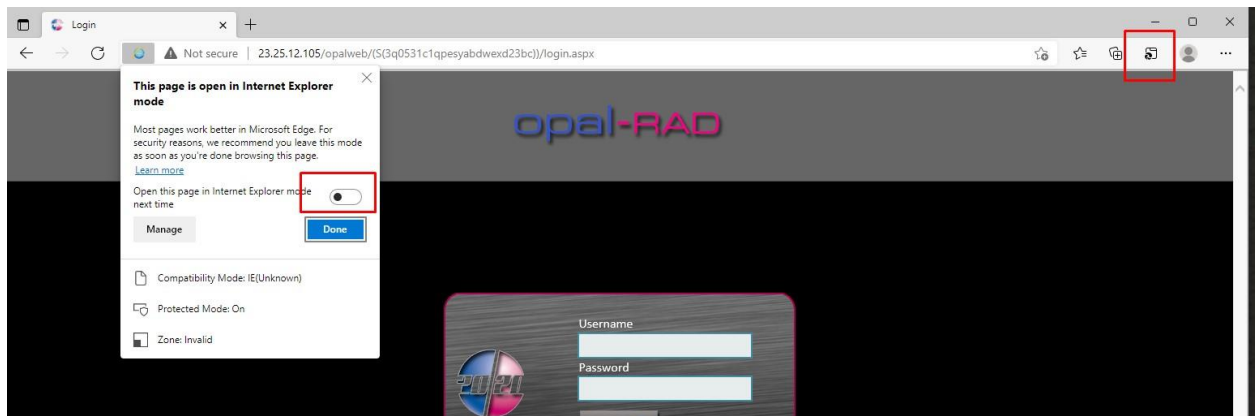 Login
Not secure | 23.25.12.105/opalweb/(S(3q0531c1qpesyabdwexd23bc))/login.aspx
This page is open in Internet Explorer
mode
Most pages work better in Microsoft Edge. For
security reasons, we recommend you leave this mode
as soon as you're done browsing this page.
Learn more
Open this page in Internet Explorer mode
next time
Manage
Done
Compatibility Mode: IE(Unknown)
Protected Mode: On
Zone: Invalid
opal-RAD
Username
Password
2020